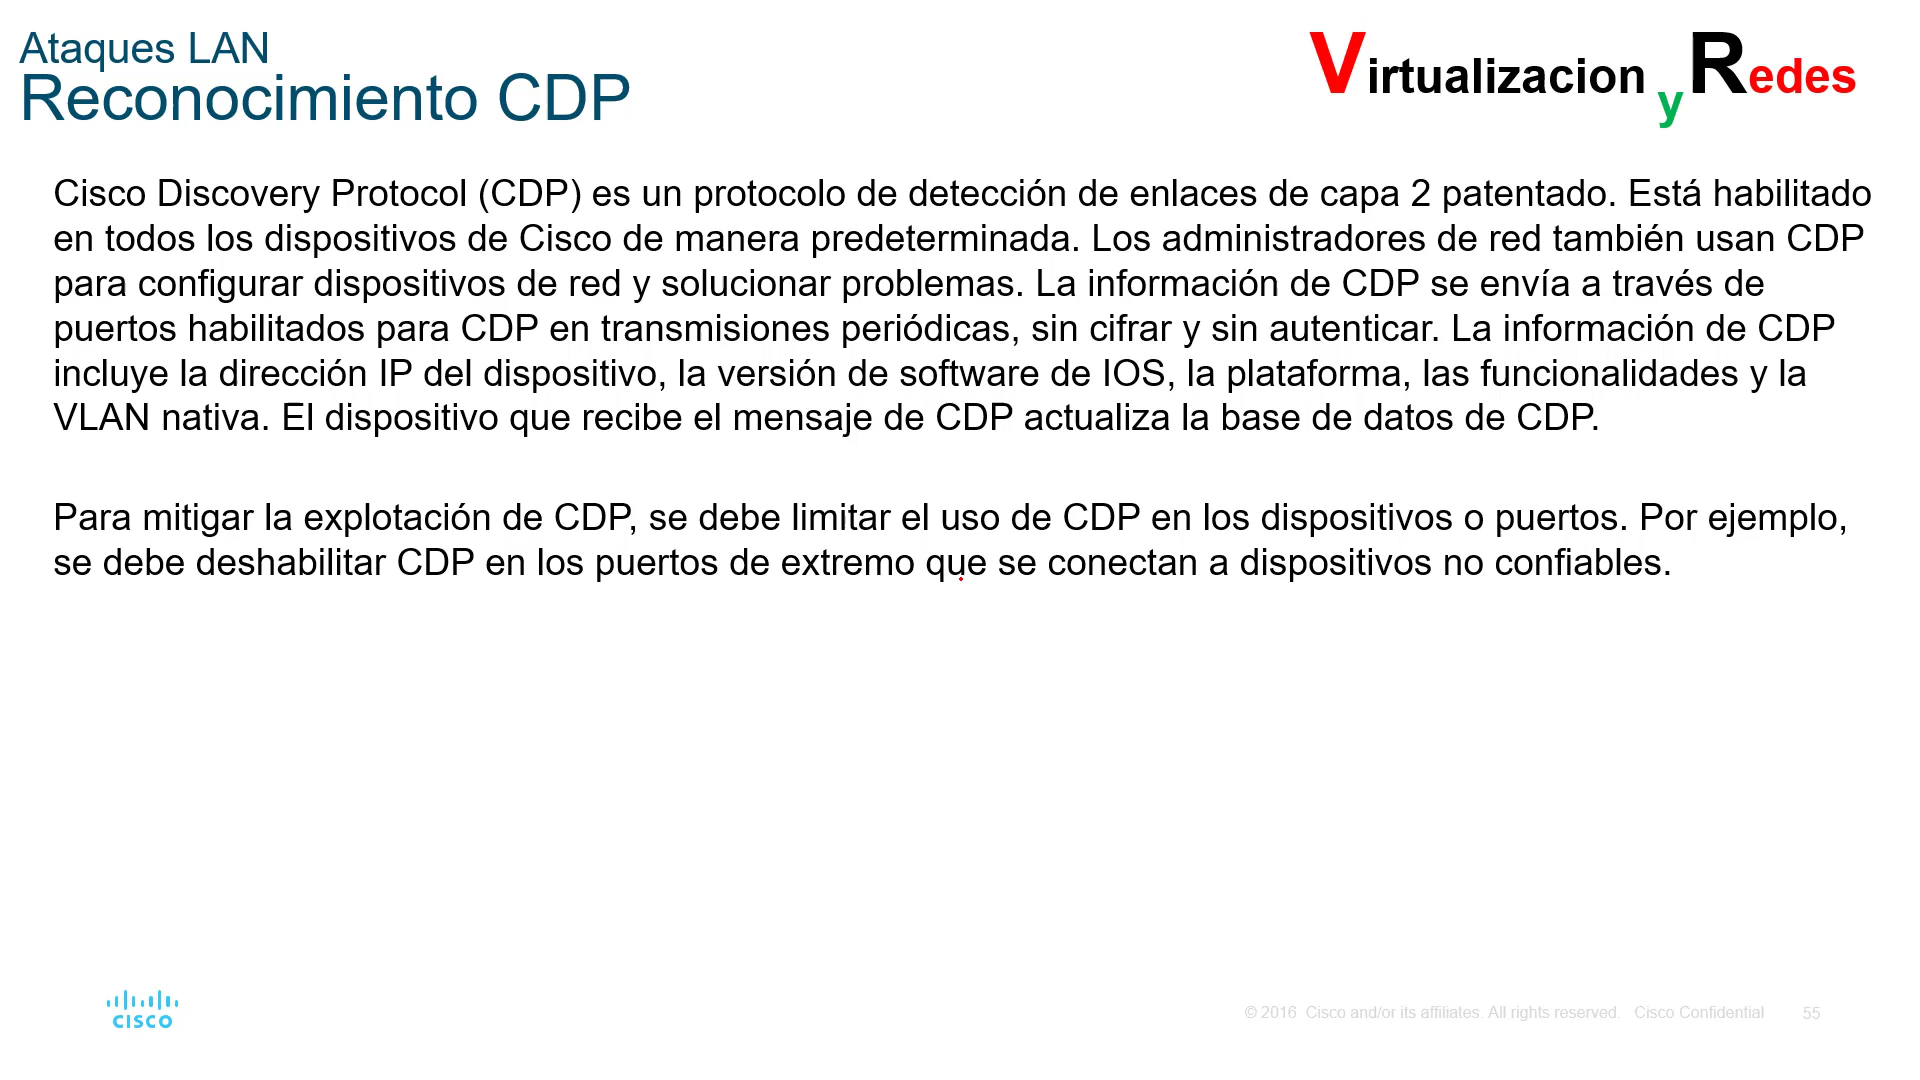 Ataques LAN
Reconocimiento CDP
Virtualizacion y Redes
Cisco Discovery Protocol (CDP) es un protocolo de detección de enlaces de capa 2 patentado. Está habilitado
en todos los dispositivos de Cisco de manera predeterminada. Los administradores de red también usan CDP
para configurar dispositivos de red y solucionar problemas. La información de CDP se envía a través de
puertos habilitados para CDP en transmisiones periódicas, sin cifrar y sin autenticar. La información de CDP
incluye la dirección IP del dispositivo, la versión de software de IOS, la plataforma, las funcionalidades y la
VLAN nativa. El dispositivo que recibe el mensaje de CDP actualiza la base de datos de CDP.
Para mitigar la explotación de CDP, se debe limitar el uso de CDP en los dispositivos o puertos. Por ejemplo,
se debe deshabilitar CDP en los puertos de extremo que se conectan a dispositivos no confiables.
CISCO
© 2016 Cisco and/or its affiliates. All rights reserved. Cisco Confidential 55